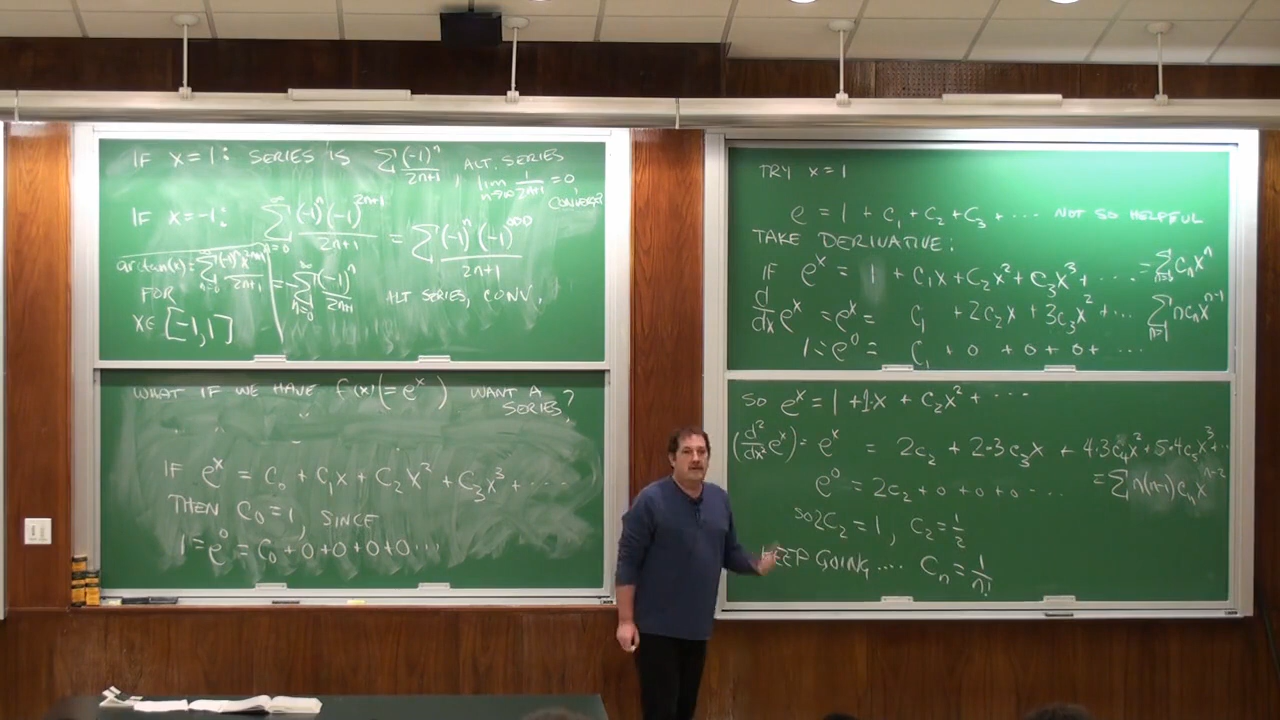 IF X=1: SERIES IS ∑ (-1)^n/(2n+1), ALT. SERIES
lim n→∞ 1/(2n+1) = 0
CONVERGE
IF X=-1: ∑_{n=0}^∞ (-1)^n(-1)^{2n+1}/(2n+1) = ∑ (-1)^n(-1)^{ODD}/(2n+1)
arctan(x) = ∑_{n=0}^∞ (-1)^n x^{2n+1}/(2n+1)
FOR
X∈[-1,1]
= -∑_{n=0}^∞ (-1)^n/(2n+1) ALT SERIES, CONV.
WHAT IF WE HAVE f(x)(=e^x) WANT A
SERIES?
IF e^x = C_0 + C_1x + C_2x^2 + C_3x^3 + ····
THEN C_0=1, SINCE
1=e^0 = C_0+0+0+0+0···
TRY X=1
e = 1 + C_1 + C_2 + C_3 + ···· NOT SO HELPFUL
TAKE DERIVATIVE:
IF e^x = 1 + C_1x + C_2x^2 + C_3x^3 + ····· = ∑ C_n x^n
d/dx e^x = e^x = C_1 + 2C_2x + 3C_3x^2 + ··· ∑_{n=1} nC_n x^{n-1}
1 = e^0 = C_1 + 0 + 0 + 0 + ····
SO e^x = 1 + 1·x + C_2x^2 + ····
(d^2/dx^2 e^x) = e^x = 2C_2 + 2·3C_3x + 4·3C_4x^2 + 5·4C_5x^3 ...
e^0 = 2C_2 + 0 + 0 + 0 ···· = ∑ n(n-1)C_n x^{n-2}
SO 2C_2 = 1, C_2 = 1/2
KEEP GOING.... C_n = 1/n!